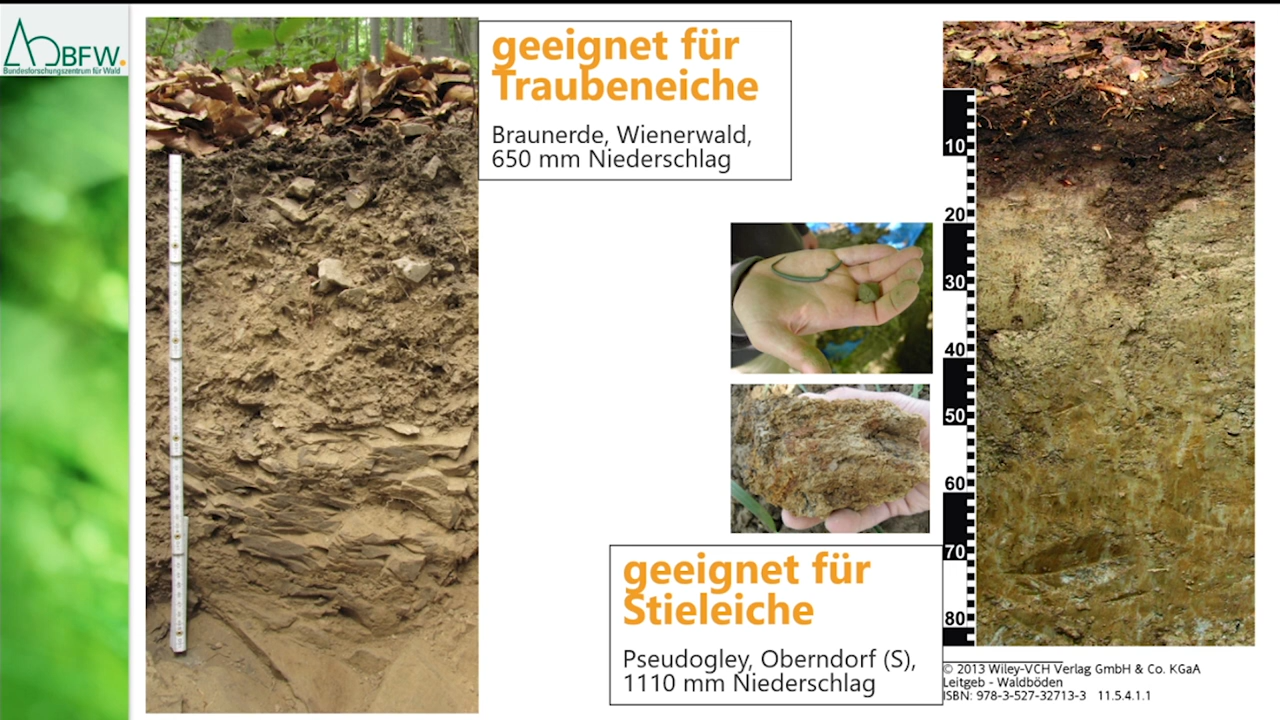 BFW.
Bundesforschungszentrum für Wald
geeignet für
Traubeneiche
Braunerde, Wienerwald,
650 mm Niederschlag
10
20
30
40
50
60
70
80
geeignet für
Stieleiche
Pseudogley, Oberndorf (S),
1110 mm Niederschlag
© 2013 Wiley-VCH Verlag GmbH & Co. KGaA
Leitgeb - Waldböden
ISBN: 978-3-527-32713-3 11.5.4.1.1